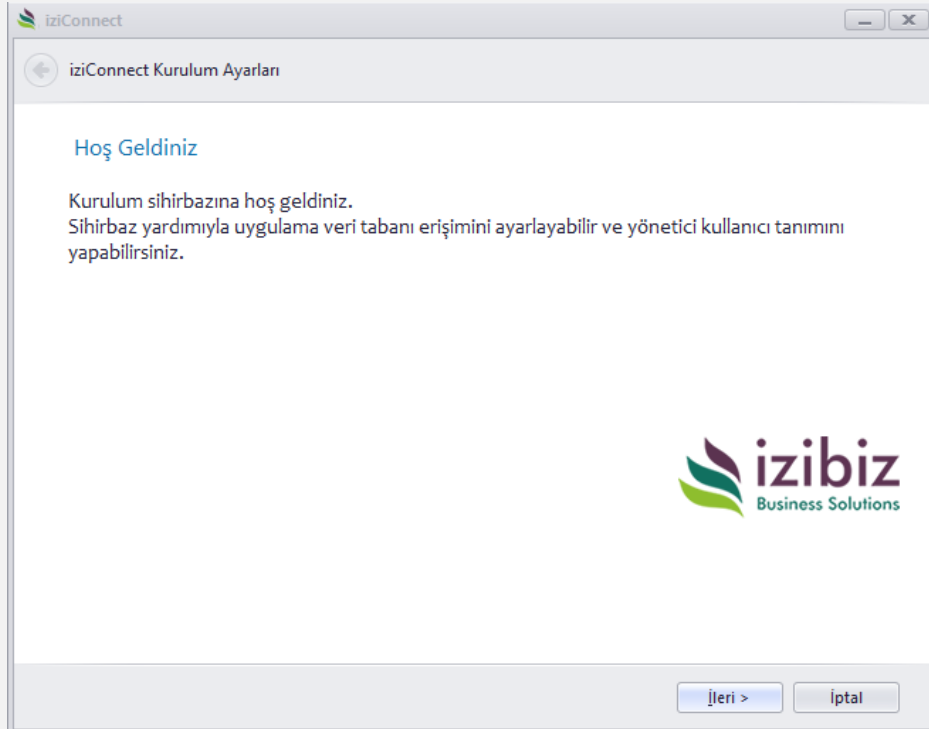 iziConnect
iziConnect Kurulum Ayarları
Hoş Geldiniz
Kurulum sihirbazına hoş geldiniz.
Sihirbaz yardımıyla uygulama veri tabanı erişimini ayarlayabilir ve yönetici kullanıcı tanımını
yapabilirsiniz.
izibiz
Business Solutions
İleri >
İptal